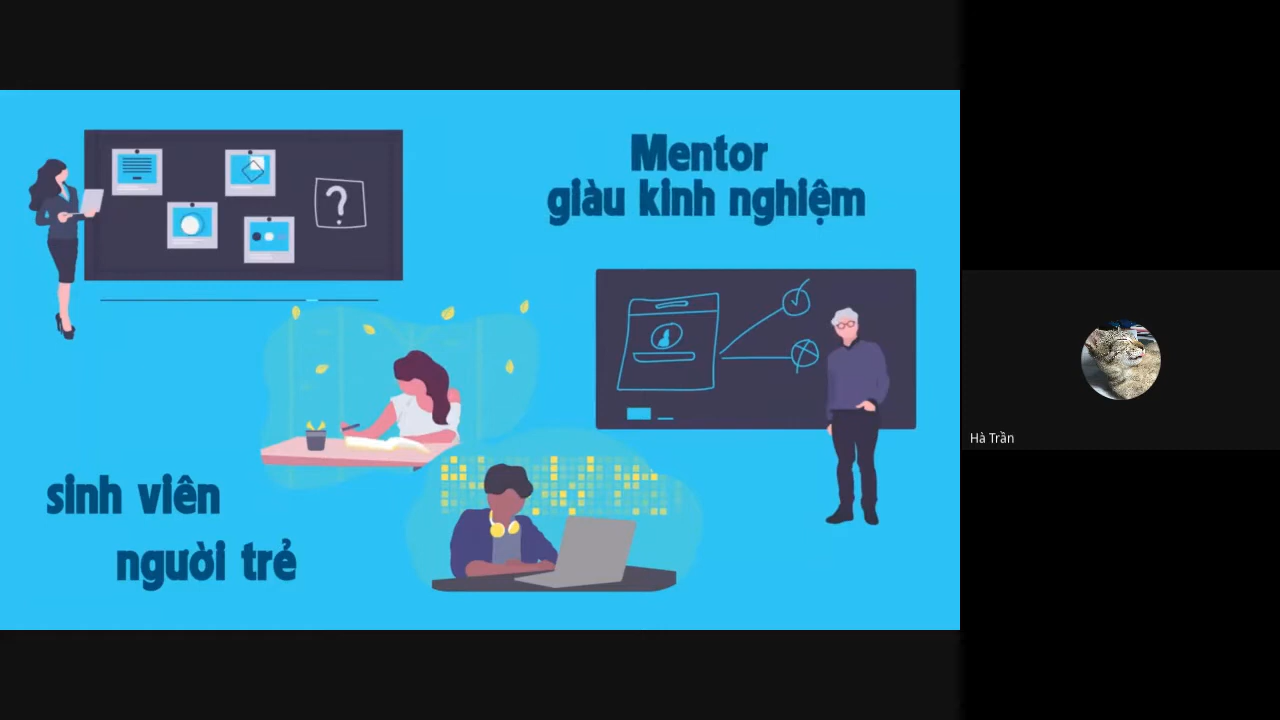 Mentor
giàu kinh nghiệm
?
sinh viên
người trẻ
Hà Trần